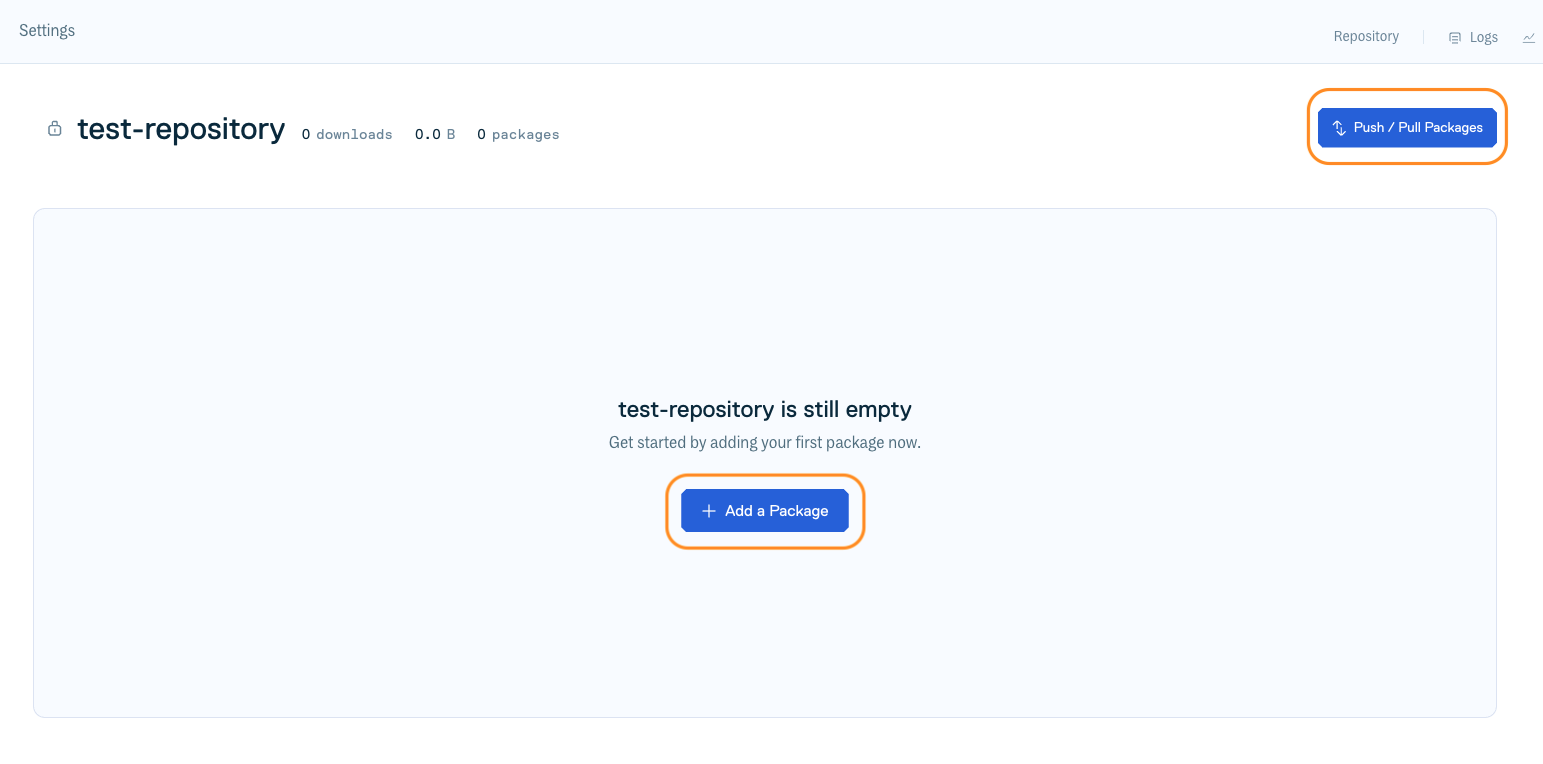 Settings
Repository Logs
test-repository 0 downloads 0.0 B 0 packages
Push / Pull Packages
test-repository is still empty
Get started by adding your first package now.
Add a Package